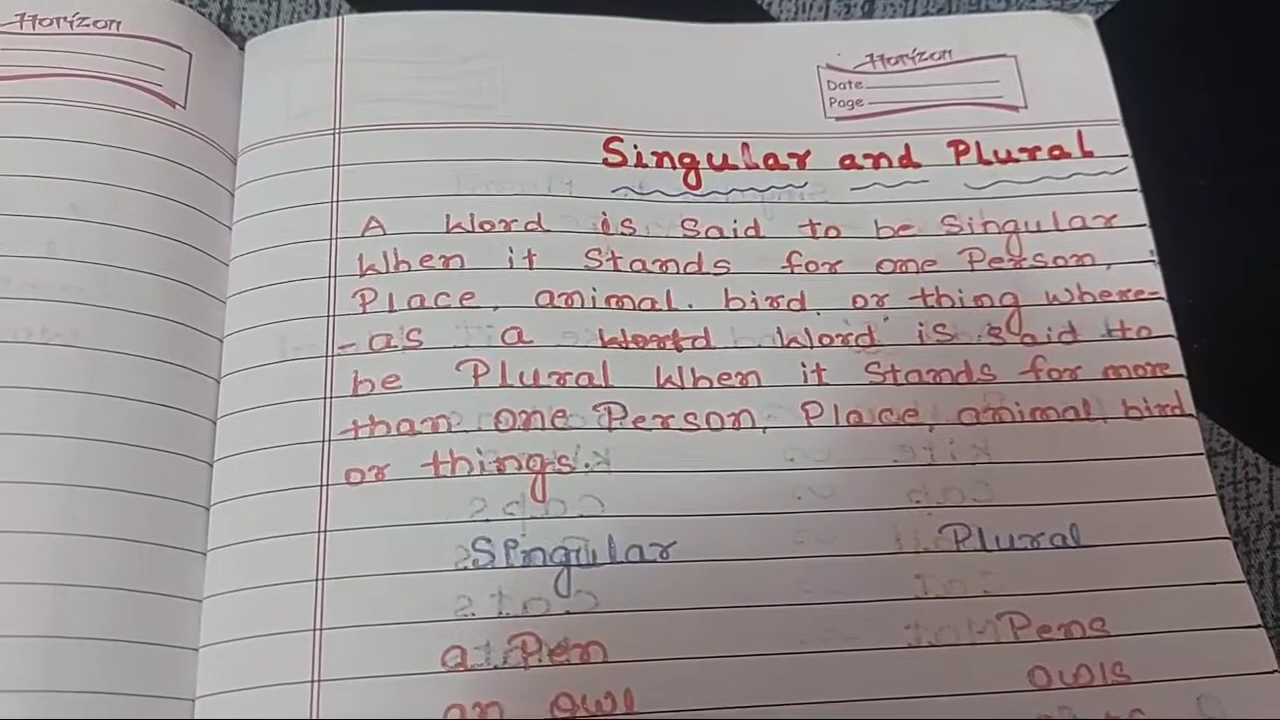 Horizon
Horizon
Date
Page
Singular and Plural
A Word is Said to be Singular
When it Stands for one Person,
Place, animal. bird or thing where-
-as a Word is said to
be Plural When it Stands for more
than one Person, Place, animal, bird
or things.
Singular Plural
a Pen Pens
an owl owls